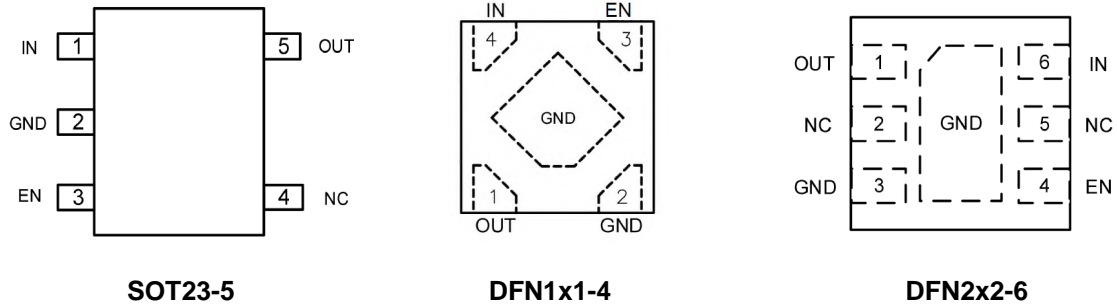 IN 1 5 OUT
GND 2
EN 3 4 NC
SOT23-5
IN EN
4 3
GND
1 2
OUT GND
DFN1x1-4
OUT 1 6 IN
NC 2 GND 5 NC
GND 3 4 EN
DFN2x2-6